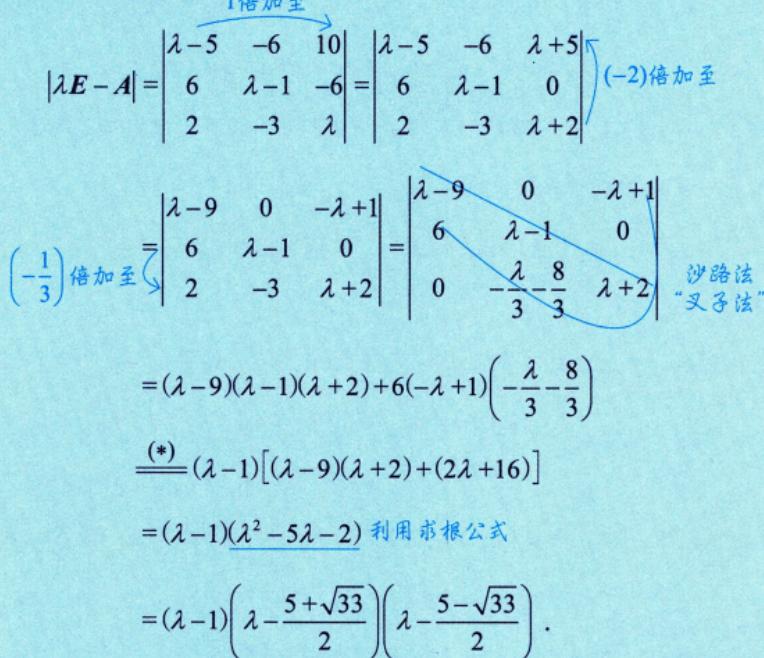 1倍加至
|λE−A| = |λ−5 −6 10| = |λ−5 −6 λ+5|
|6 λ−1 −6| |6 λ−1 0| (−2)倍加至
|2 −3 λ| |2 −3 λ+2|
= |λ−9 0 −λ+1| = |λ−9 0 −λ+1|
|6 λ−1 0| |6 λ−1 0|
(−1/3)倍加至 |2 −3 λ+2| |0 −λ/3−8/3 λ+2| 沙路法
“叉子法”
=(λ−9)(λ−1)(λ+2)+6(−λ+1)(−λ/3−8/3)
(*)
=(λ−1)[(λ−9)(λ+2)+(2λ+16)]
=(λ−1)(λ²−5λ−2) 利用求根公式
=(λ−1)(λ−(5+√33)/2)(λ−(5−√33)/2).